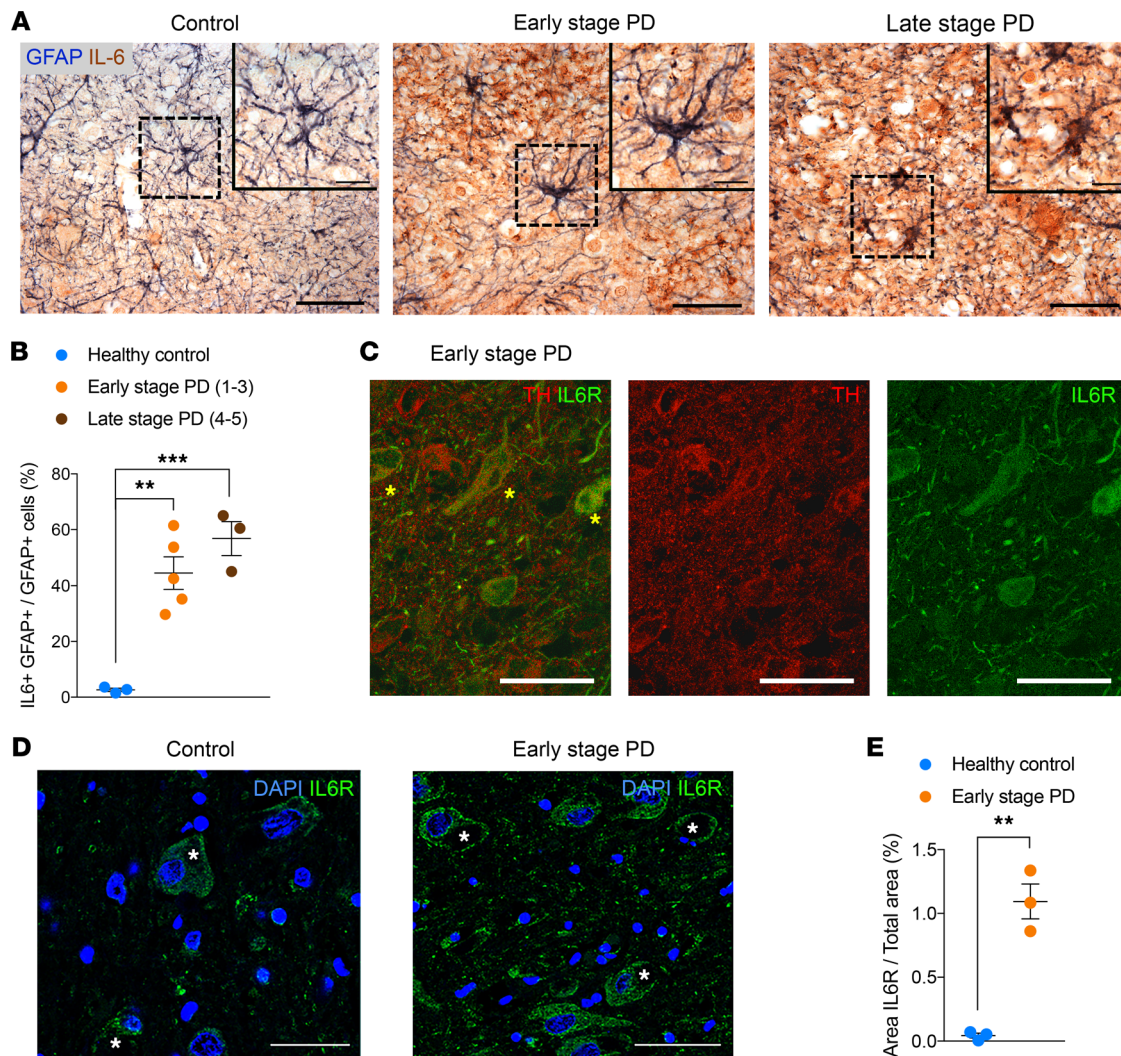 A
Control
Early stage PD
Late stage PD
GFAP IL-6
B
Healthy control
Early stage PD (1-3)
Late stage PD (4-5)
IL6+ GFAP+ / GFAP+ cells (%)
80
60
40
20
0
**
***
C
Early stage PD
TH IL6R
TH
IL6R
*
*
*
D
Control
Early stage PD
DAPI IL6R
DAPI IL6R
*
*
*
*
*
E
Healthy control
Early stage PD
Area IL6R / Total area (%)
1.5
1.0
0.5
0.0
**